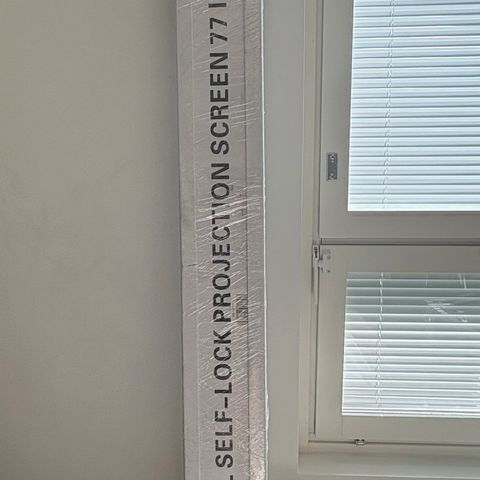 SELF-LOCK PROJECTION SCREEN 77